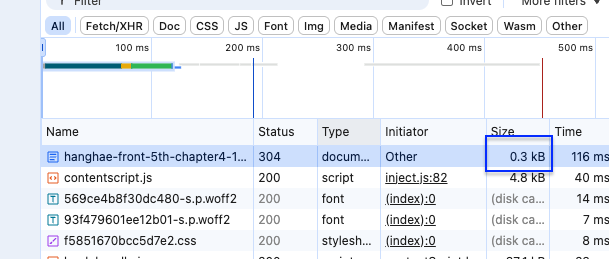 Filter Invert More filters
All Fetch/XHR Doc CSS JS Font Img Media Manifest Socket Wasm Other
100 ms 200 ms 300 ms 400 ms 500 ms
Name Status Type Initiator Size Time
hanghae-front-5th-chapter4-1... 304 docum... Other 0.3 kB 116 ms
contentscript.js 200 script inject.js:82 4.8 kB 40 ms
569ce4b8f30dc480-s.p.woff2 200 font (index):0 (disk ca... 14 ms
93f479601ee12b01-s.p.woff2 200 font (index):0 (disk ca... 7 ms
f5851670bcc5d7e2.css 200 stylesh... (index):0 (disk ca... 8 ms